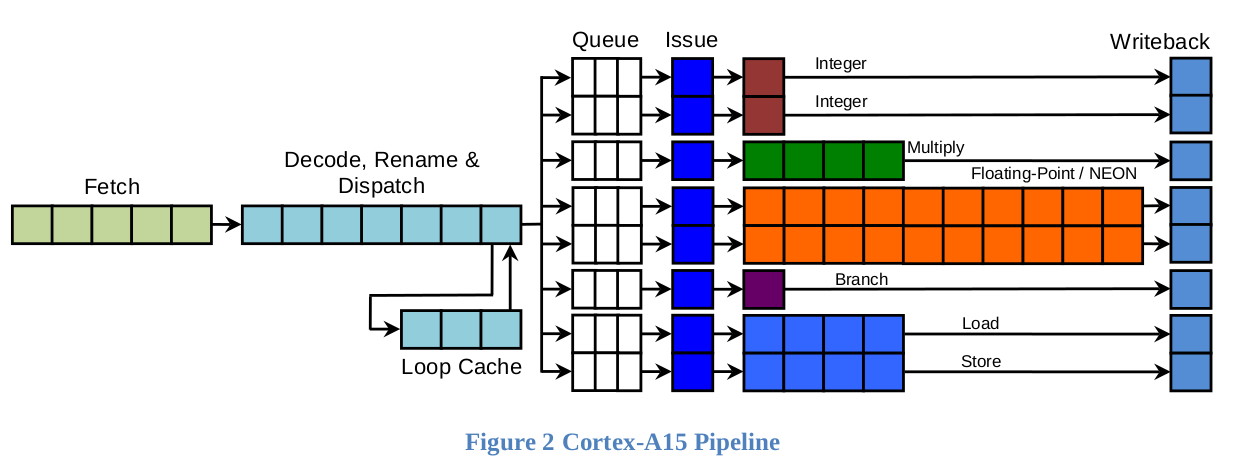 Queue
Issue
Writeback
Integer
Integer
Decode, Rename &
Dispatch
Multiply
Fetch
Floating-Point / NEON
Branch
Load
Loop Cache
Store
Figure 2 Cortex-A15 Pipeline